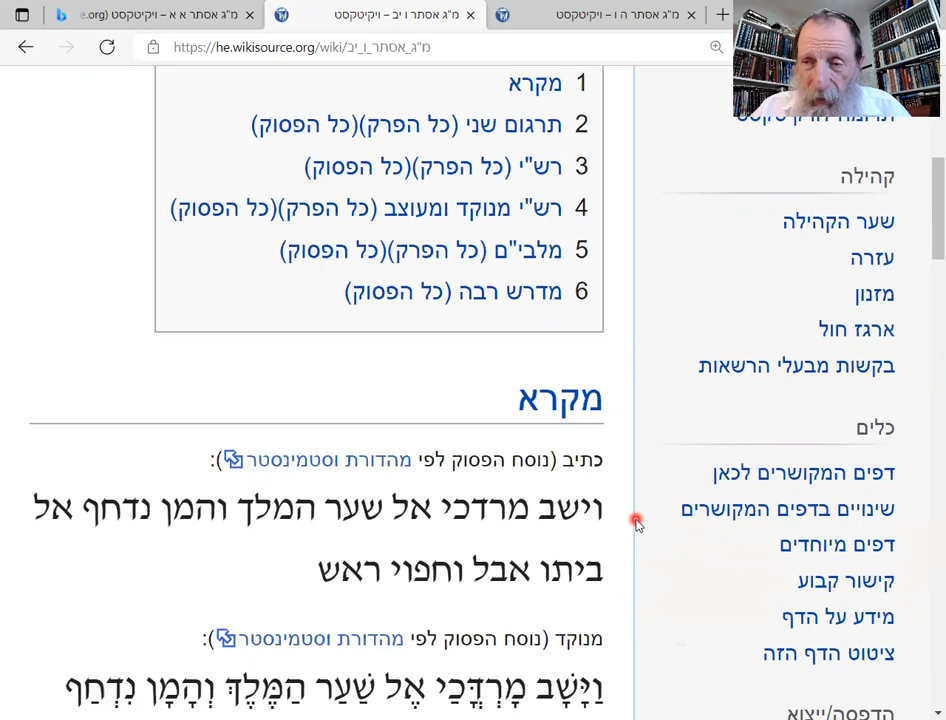 מ"ג אסתר א א – ויקיטקסט (e.org
מ"ג אסתר ו יב – ויקיטקסט
מ"ג אסתר ה ו – ויקיטקסט
https://he.wikisource.org/wiki/מ"ג_אסתר_ו_יב
1 מקרא
2 תרגום שני (כל הפרק)(כל הפסוק)
3 רש"י (כל הפרק)(כל הפסוק)
4 רש"י מנוקד ומעוצב (כל הפרק)(כל הפסוק)
5 מלבי"ם (כל הפרק)(כל הפסוק)
6 מדרש רבה (כל הפסוק)
מקרא
כתיב (נוסח הפסוק לפי מהדורת וסטמינסטר):
וישב מרדכי אל שער המלך והמן נדחף אל
ביתו אבל וחפוי ראש
מנוקד (נוסח הפסוק לפי מהדורת וסטמינסטר):
וַיָּשָׁב מָרְדֳּכַי אֶל שַׁעַר הַמֶּלֶךְ וְהָמָן נִדְחַף
קהילה
שער הקהילה
עזרה
מזנון
ארגז חול
בקשות מבעלי הרשאות
כלים
דפים המקושרים לכאן
שינויים בדפים המקושרים
דפים מיוחדים
קישור קבוע
מידע על הדף
ציטוט הדף הזה
הדפסה/ייצוא